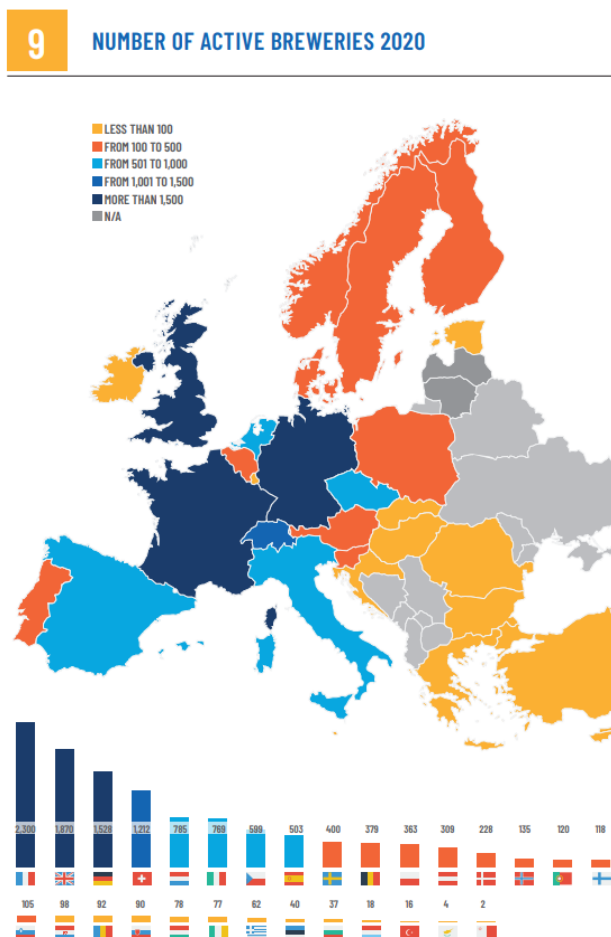 9
NUMBER OF ACTIVE BREWERIES 2020
LESS THAN 100
FROM 100 TO 500
FROM 501 TO 1,000
FROM 1,001 TO 1,500
MORE THAN 1,500
N/A
2,300 1,870 1,528 1,212 785 769 599 503 400 379 363 309 228 135 120 118
105 98 92 90 78 77 62 40 37 18 16 4 2